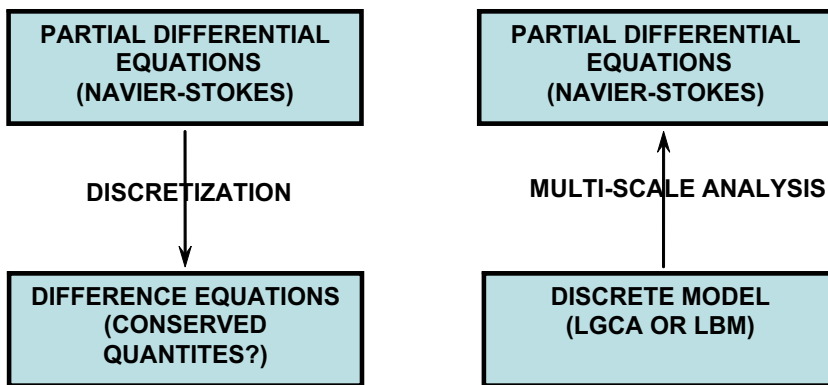 PARTIAL DIFFERENTIAL
EQUATIONS
(NAVIER-STOKES)
DISCRETIZATION
DIFFERENCE EQUATIONS
(CONSERVED
QUANTITES?)
PARTIAL DIFFERENTIAL
EQUATIONS
(NAVIER-STOKES)
MULTI-SCALE ANALYSIS
DISCRETE MODEL
(LGCA OR LBM)